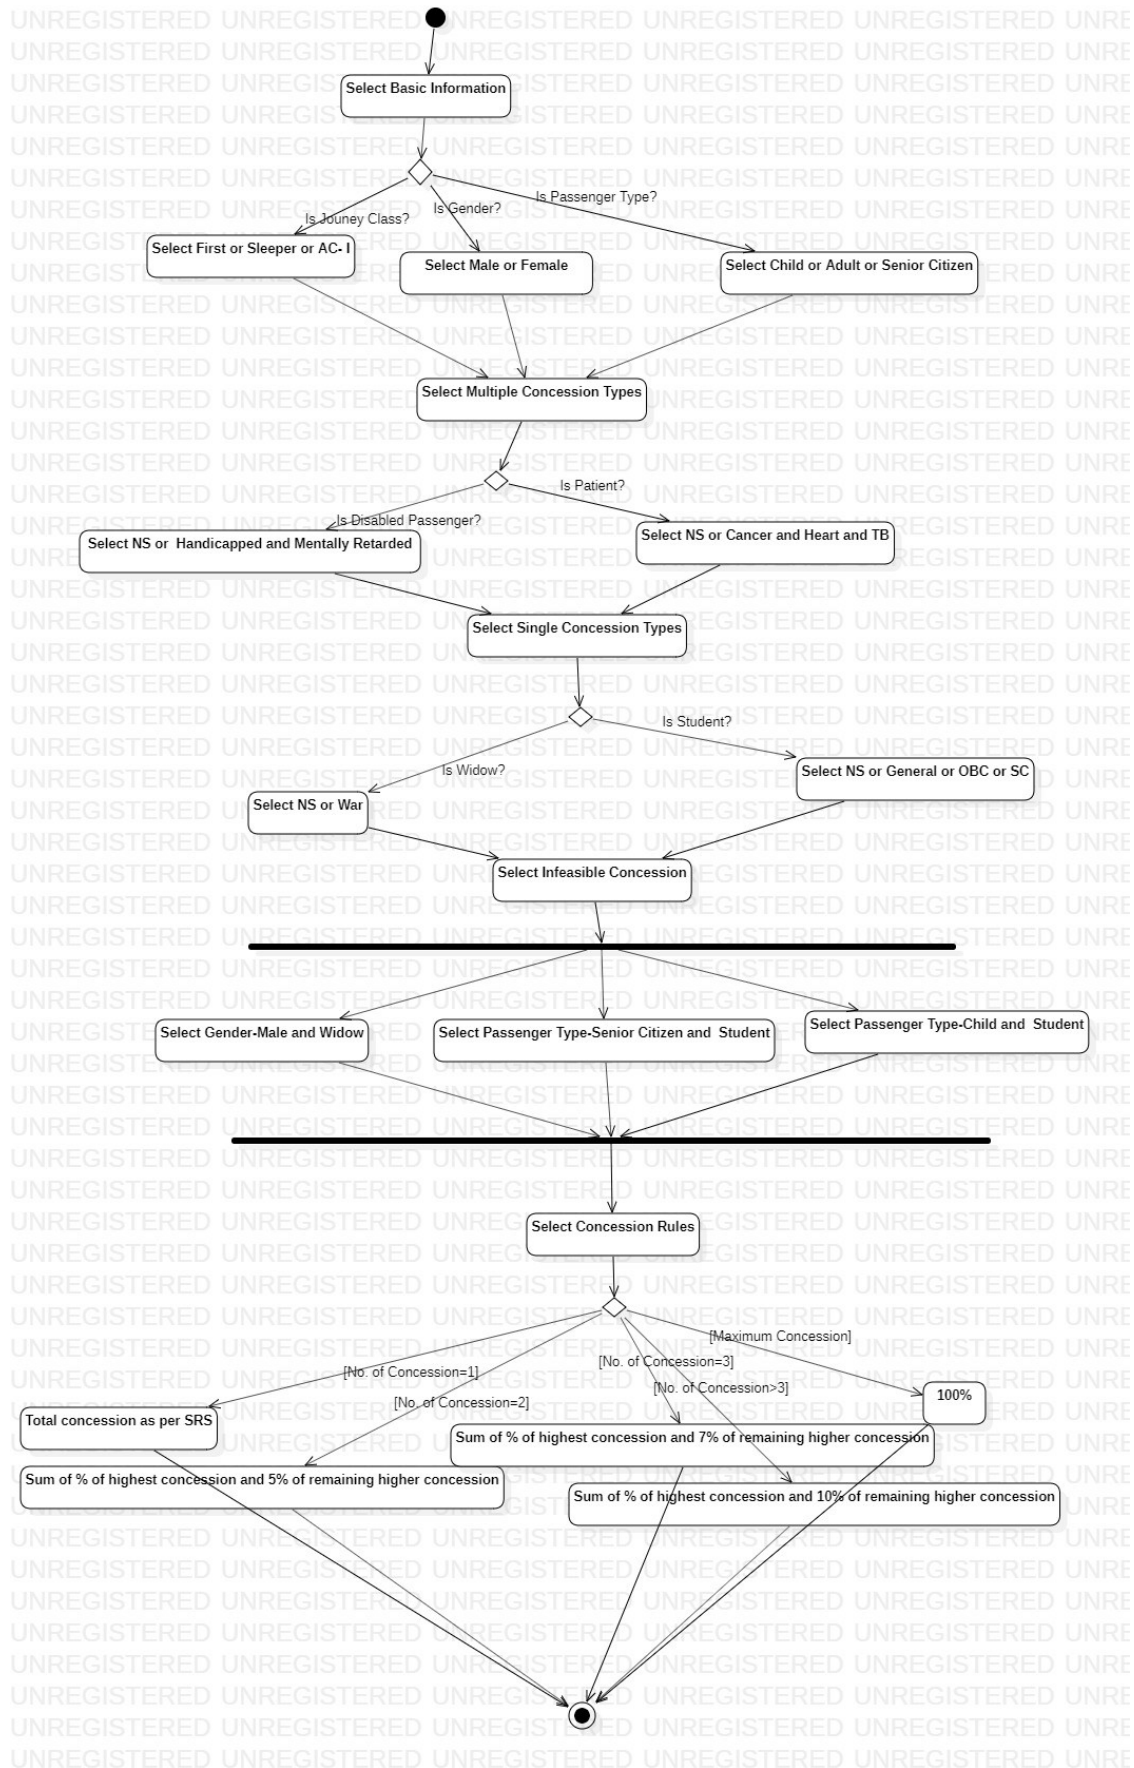 Select Basic Information
Is Passenger Type?
Is Gender?
Is Jouney Class?
Select First or Sleeper or AC- I
Select Male or Female
Select Child or Adult or Senior Citizen
Select Multiple Concession Types
Is Patient?
Is Disabled Passenger?
Select NS or Cancer and Heart and TB
Select NS or  Handicapped and Mentally Retarded
Select Single Concession Types
Is Student?
Is Widow?
Select NS or General or OBC or SC
Select NS or War
Select Infeasible Concession
Select Gender-Male and Widow
Select Passenger Type-Senior Citizen and  Student
Select Passenger Type-Child and  Student
Select Concession Rules
[Maximum Concession]
[No. of Concession=3]
[No. of Concession=1]
[No. of Concession>3]
[No. of Concession=2]
100%
Total concession as per SRS
Sum of % of highest concession and 7% of remaining higher concession
Sum of % of highest concession and 5% of remaining higher concession
Sum of % of highest concession and 10% of remaining higher concession
UNREGISTERED